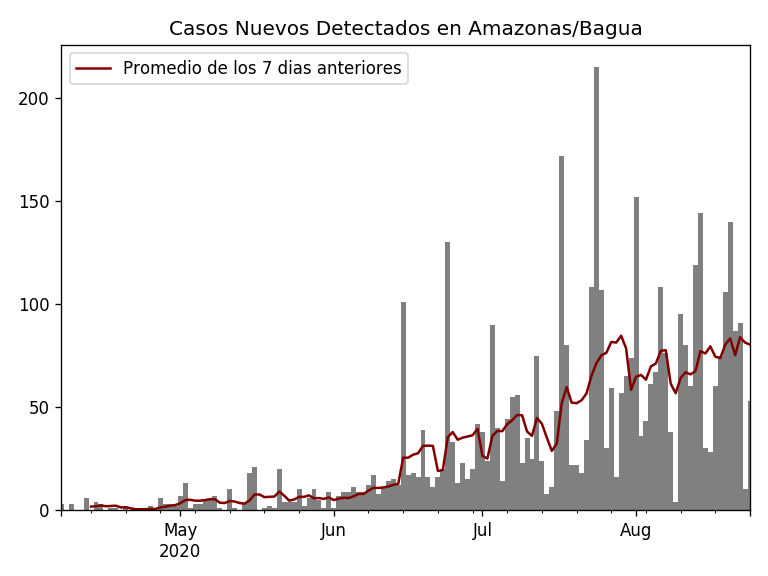 Casos Nuevos Detectados en Amazonas/Bagua
Promedio de los 7 dias anteriores
200
150
100
50
0
May Jun Jul Aug
2020